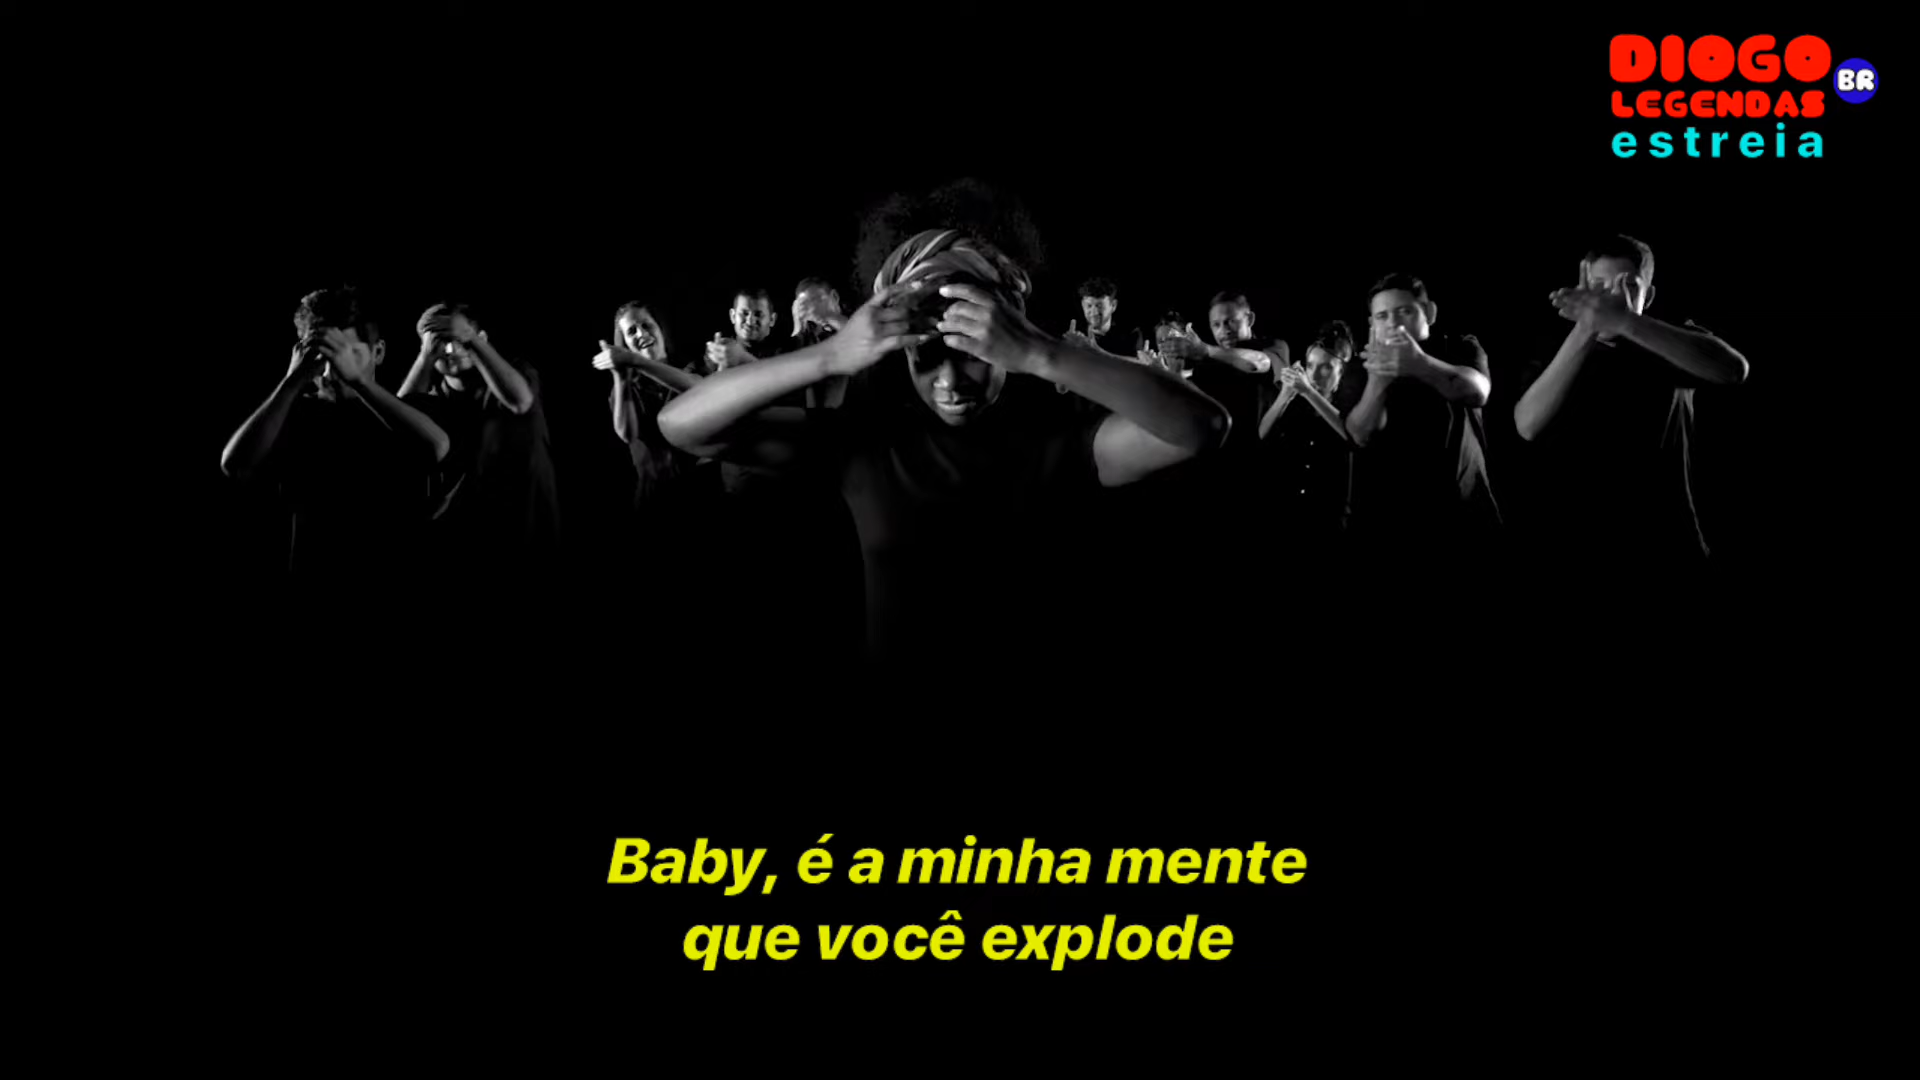 DIOGO
LEGENDAS
BR
estreia
Baby, é a minha mente
que você explode